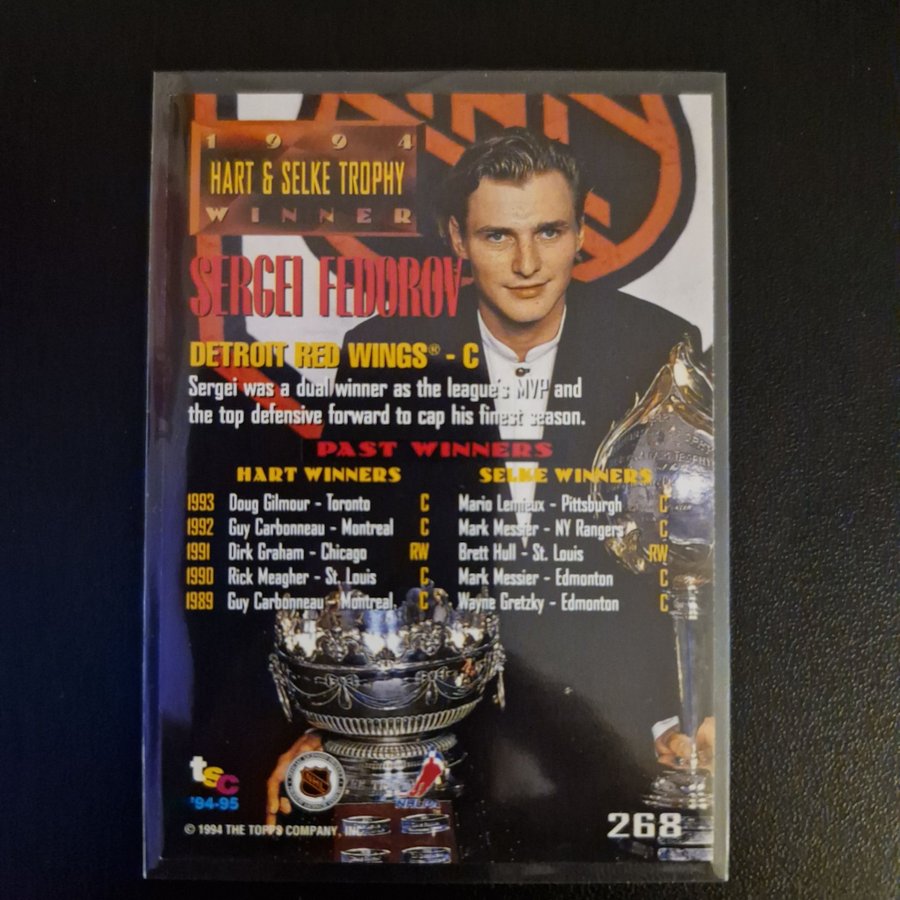 1994
HART & SELKE TROPHY
WINNER
SERGEI FEDOROV
DETROIT RED WINGS® - C
Sergei was a dual winner as the league's MVP and
the top defensive forward to cap his finest season.
PAST WINNERS
HART WINNERS SELKE WINNERS
1993 Doug Gilmour - Toronto C Mario Lemieux - Pittsburgh C
1992 Guy Carbonneau - Montreal C Mark Messier - NY Rangers C
1991 Dirk Graham - Chicago RW Brett Hull - St. Louis RW
1990 Rick Meagher - St. Louis C Mark Messier - Edmonton C
1989 Guy Carbonneau - Montreal C Wayne Gretzky - Edmonton C
tsc
'94-95
NHL
NHLPA
© 1994 THE TOPPS COMPANY, INC.
268